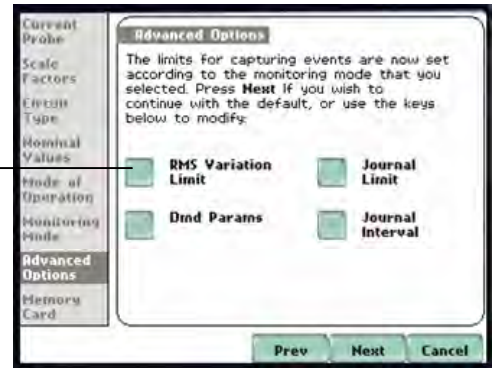 Current
Probe
Scale
Factors
Circuit
Type
Nominal
Values
Mode of
Operation
Monitoring
Mode
Advanced
Options
Memory
Card
Advanced Options
The limits for capturing events are now set
according to the monitoring mode that you
selected. Press Next if you wish to
continue with the default, or use the keys
below to modify:
RMS Variation
Limit
Journal
Limit
Dmd Params
Journal
Interval
Prev
Next
Cancel